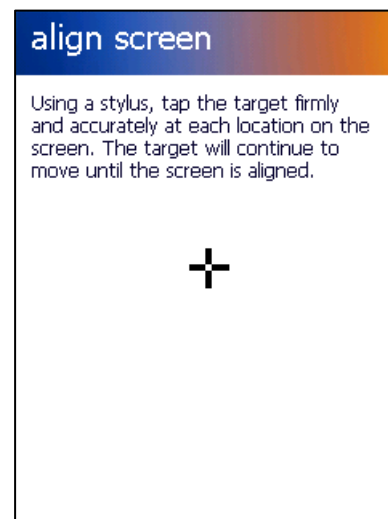 align screen
Using a stylus, tap the target firmly
and accurately at each location on the
screen. The target will continue to
move until the screen is aligned.